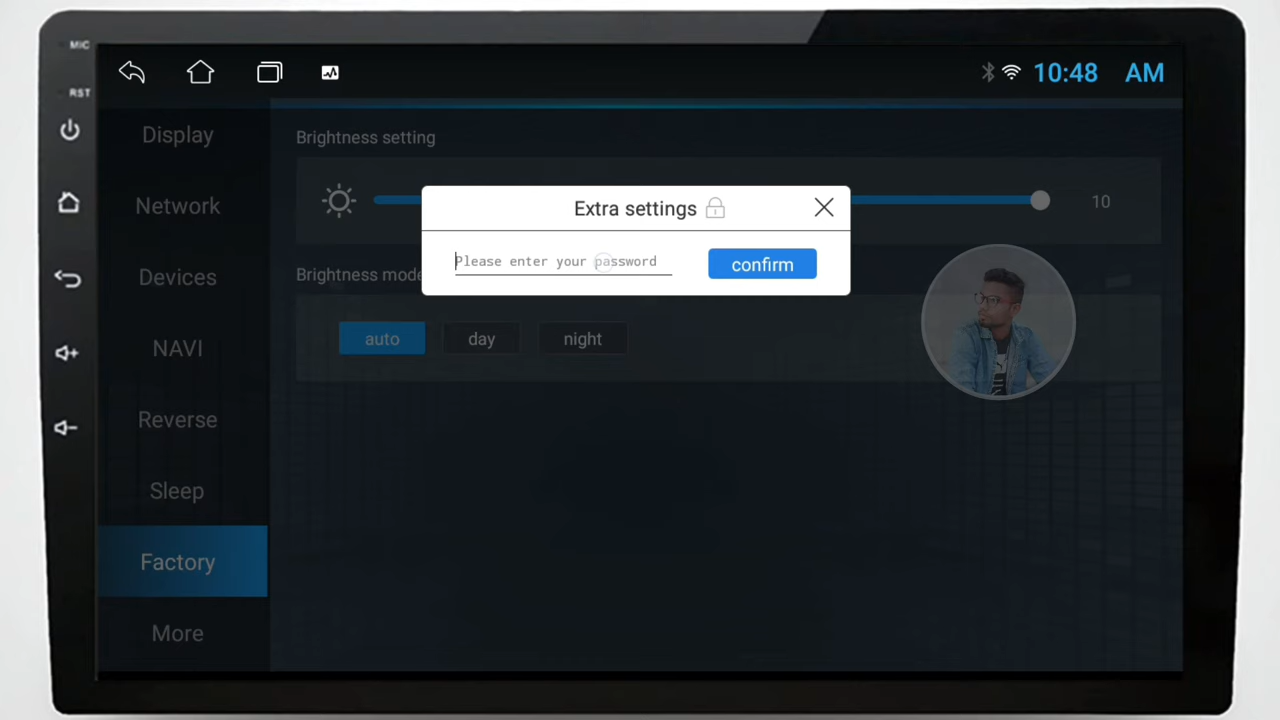 MIC
10:48 AM
RST
Display
Brightness setting
Network
10
Extra settings
Please enter your password
confirm
Devices
Brightness mode
NAVI
auto
day
night
Reverse
Sleep
Factory
More